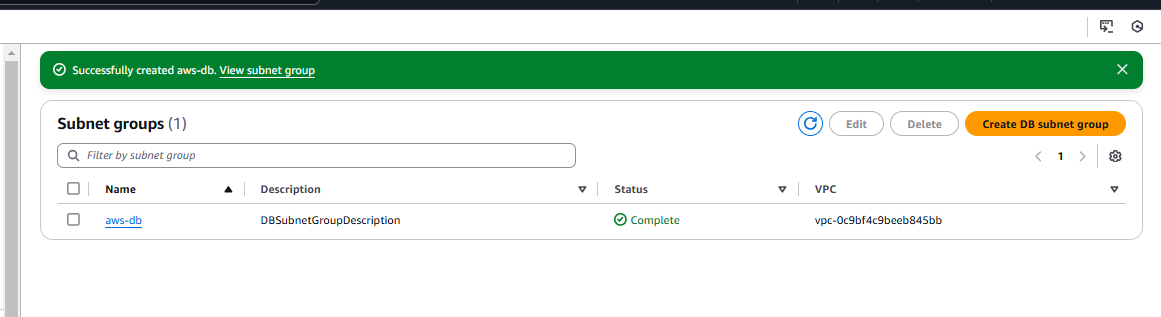 Successfully created aws-db. View subnet group
Subnet groups (1)
Edit
Delete
Create DB subnet group
Filter by subnet group
1
Name Description Status VPC
aws-db DBSubnetGroupDescription Complete vpc-0c9bf4c9beeb845bb